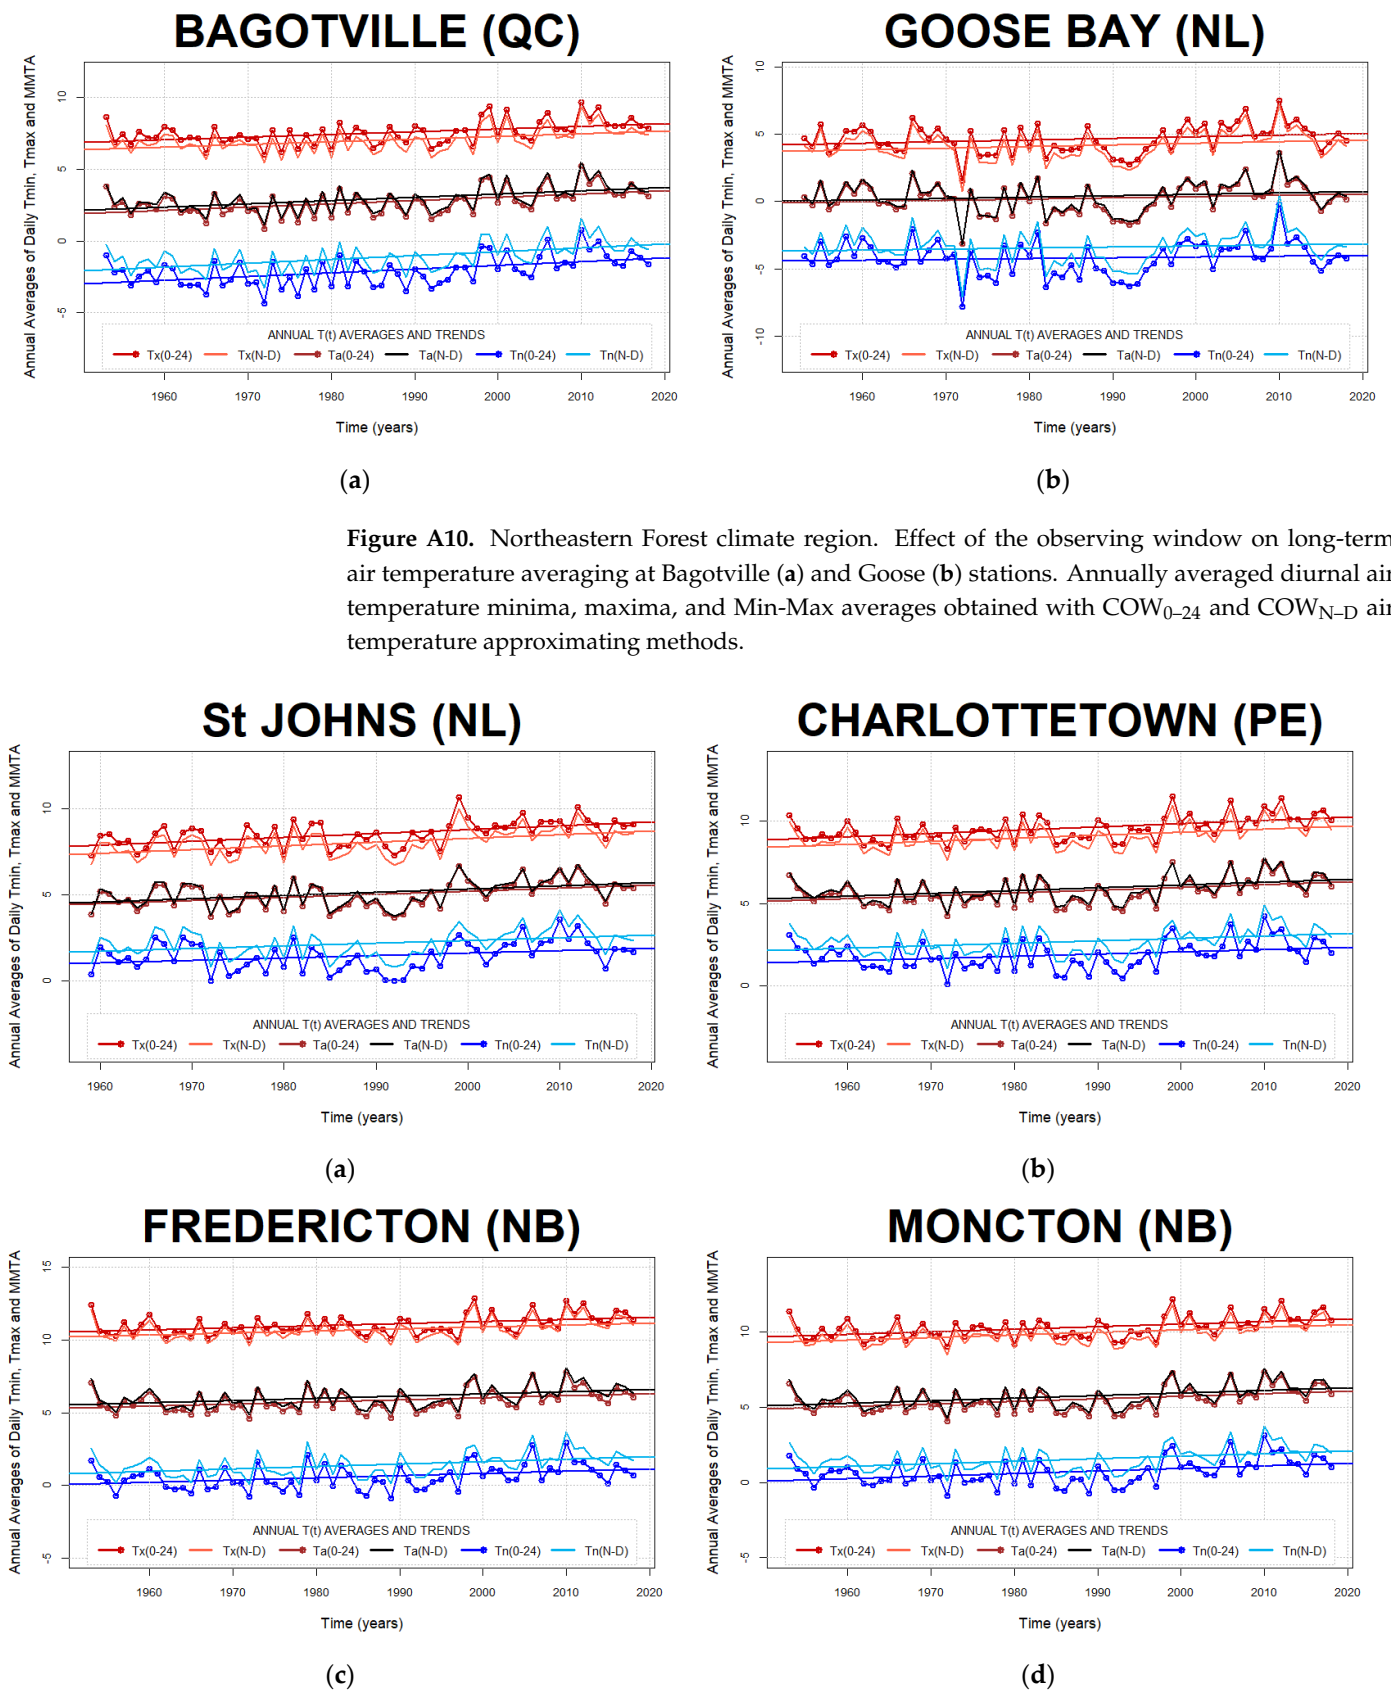 BAGOTVILLE (QC)
Annual Averages of Daily Tmin, Tmax and MMTA
10
5
0
-5
ANNUAL T(t) AVERAGES AND TRENDS
Tx(0-24) Tx(N-D) Ta(0-24) Ta(N-D) Tn(0-24) Tn(N-D)
1960 1970 1980 1990 2000 2010 2020
Time (years)
(a)
GOOSE BAY (NL)
Annual Averages of Daily Tmin, Tmax and MMTA
10
5
0
-5
-10
ANNUAL T(t) AVERAGES AND TRENDS
Tx(0-24) Tx(N-D) Ta(0-24) Ta(N-D) Tn(0-24) Tn(N-D)
1960 1970 1980 1990 2000 2010 2020
Time (years)
(b)
Figure A10. Northeastern Forest climate region. Effect of the observing window on long-term
air temperature averaging at Bagotville (a) and Goose (b) stations. Annually averaged diurnal air
temperature minima, maxima, and Min-Max averages obtained with COW0–24 and COWN–D air
temperature approximating methods.
St JOHNS (NL)
Annual Averages of Daily Tmin, Tmax and MMTA
10
5
0
ANNUAL T(t) AVERAGES AND TRENDS
Tx(0-24) Tx(N-D) Ta(0-24) Ta(N-D) Tn(0-24) Tn(N-D)
1960 1970 1980 1990 2000 2010 2020
Time (years)
(a)
CHARLOTTETOWN (PE)
Annual Averages of Daily Tmin, Tmax and MMTA
10
5
0
ANNUAL T(t) AVERAGES AND TRENDS
Tx(0-24) Tx(N-D) Ta(0-24) Ta(N-D) Tn(0-24) Tn(N-D)
1960 1970 1980 1990 2000 2010 2020
Time (years)
(b)
FREDERICTON (NB)
Annual Averages of Daily Tmin, Tmax and MMTA
15
10
5
0
-5
ANNUAL T(t) AVERAGES AND TRENDS
Tx(0-24) Tx(N-D) Ta(0-24) Ta(N-D) Tn(0-24) Tn(N-D)
1960 1970 1980 1990 2000 2010 2020
Time (years)
(c)
MONCTON (NB)
Annual Averages of Daily Tmin, Tmax and MMTA
10
5
0
-5
ANNUAL T(t) AVERAGES AND TRENDS
Tx(0-24) Tx(N-D) Ta(0-24) Ta(N-D) Tn(0-24) Tn(N-D)
1960 1970 1980 1990 2000 2010 2020
Time (years)
(d)